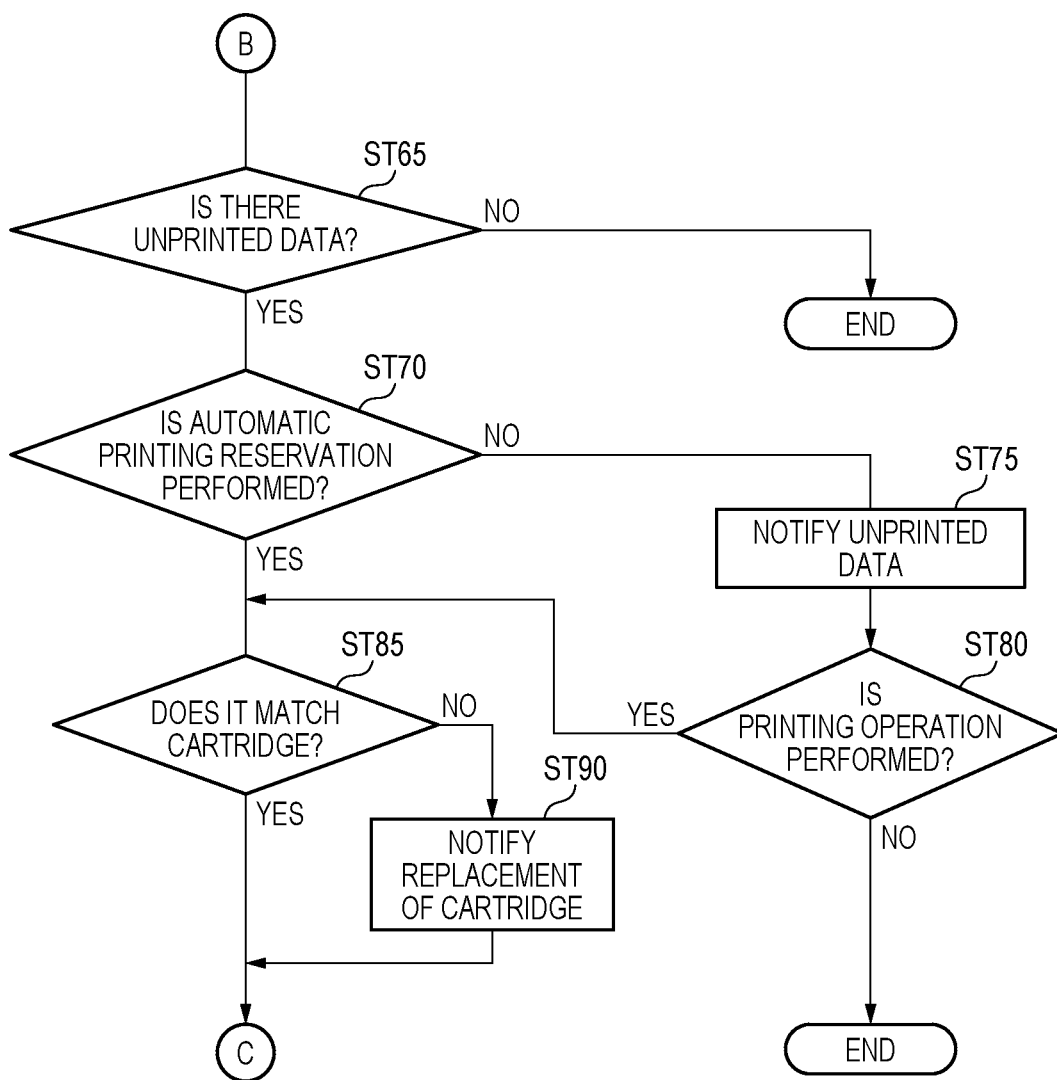 B
ST65
IS THERE
UNPRINTED DATA?
NO
END
YES
ST70
IS AUTOMATIC
PRINTING RESERVATION
PERFORMED?
NO
YES
ST75
NOTIFY UNPRINTED
DATA
ST80
IS
PRINTING OPERATION
PERFORMED?
YES
NO
END
ST85
DOES IT MATCH
CARTRIDGE?
NO
YES
ST90
NOTIFY
REPLACEMENT
OF CARTRIDGE
C